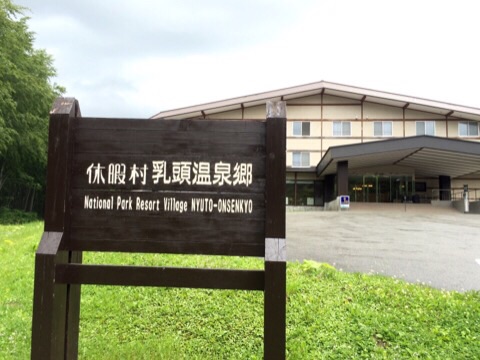 休暇村 乳頭温泉郷
National Park Resort Village NYUTO-ONSENKYO